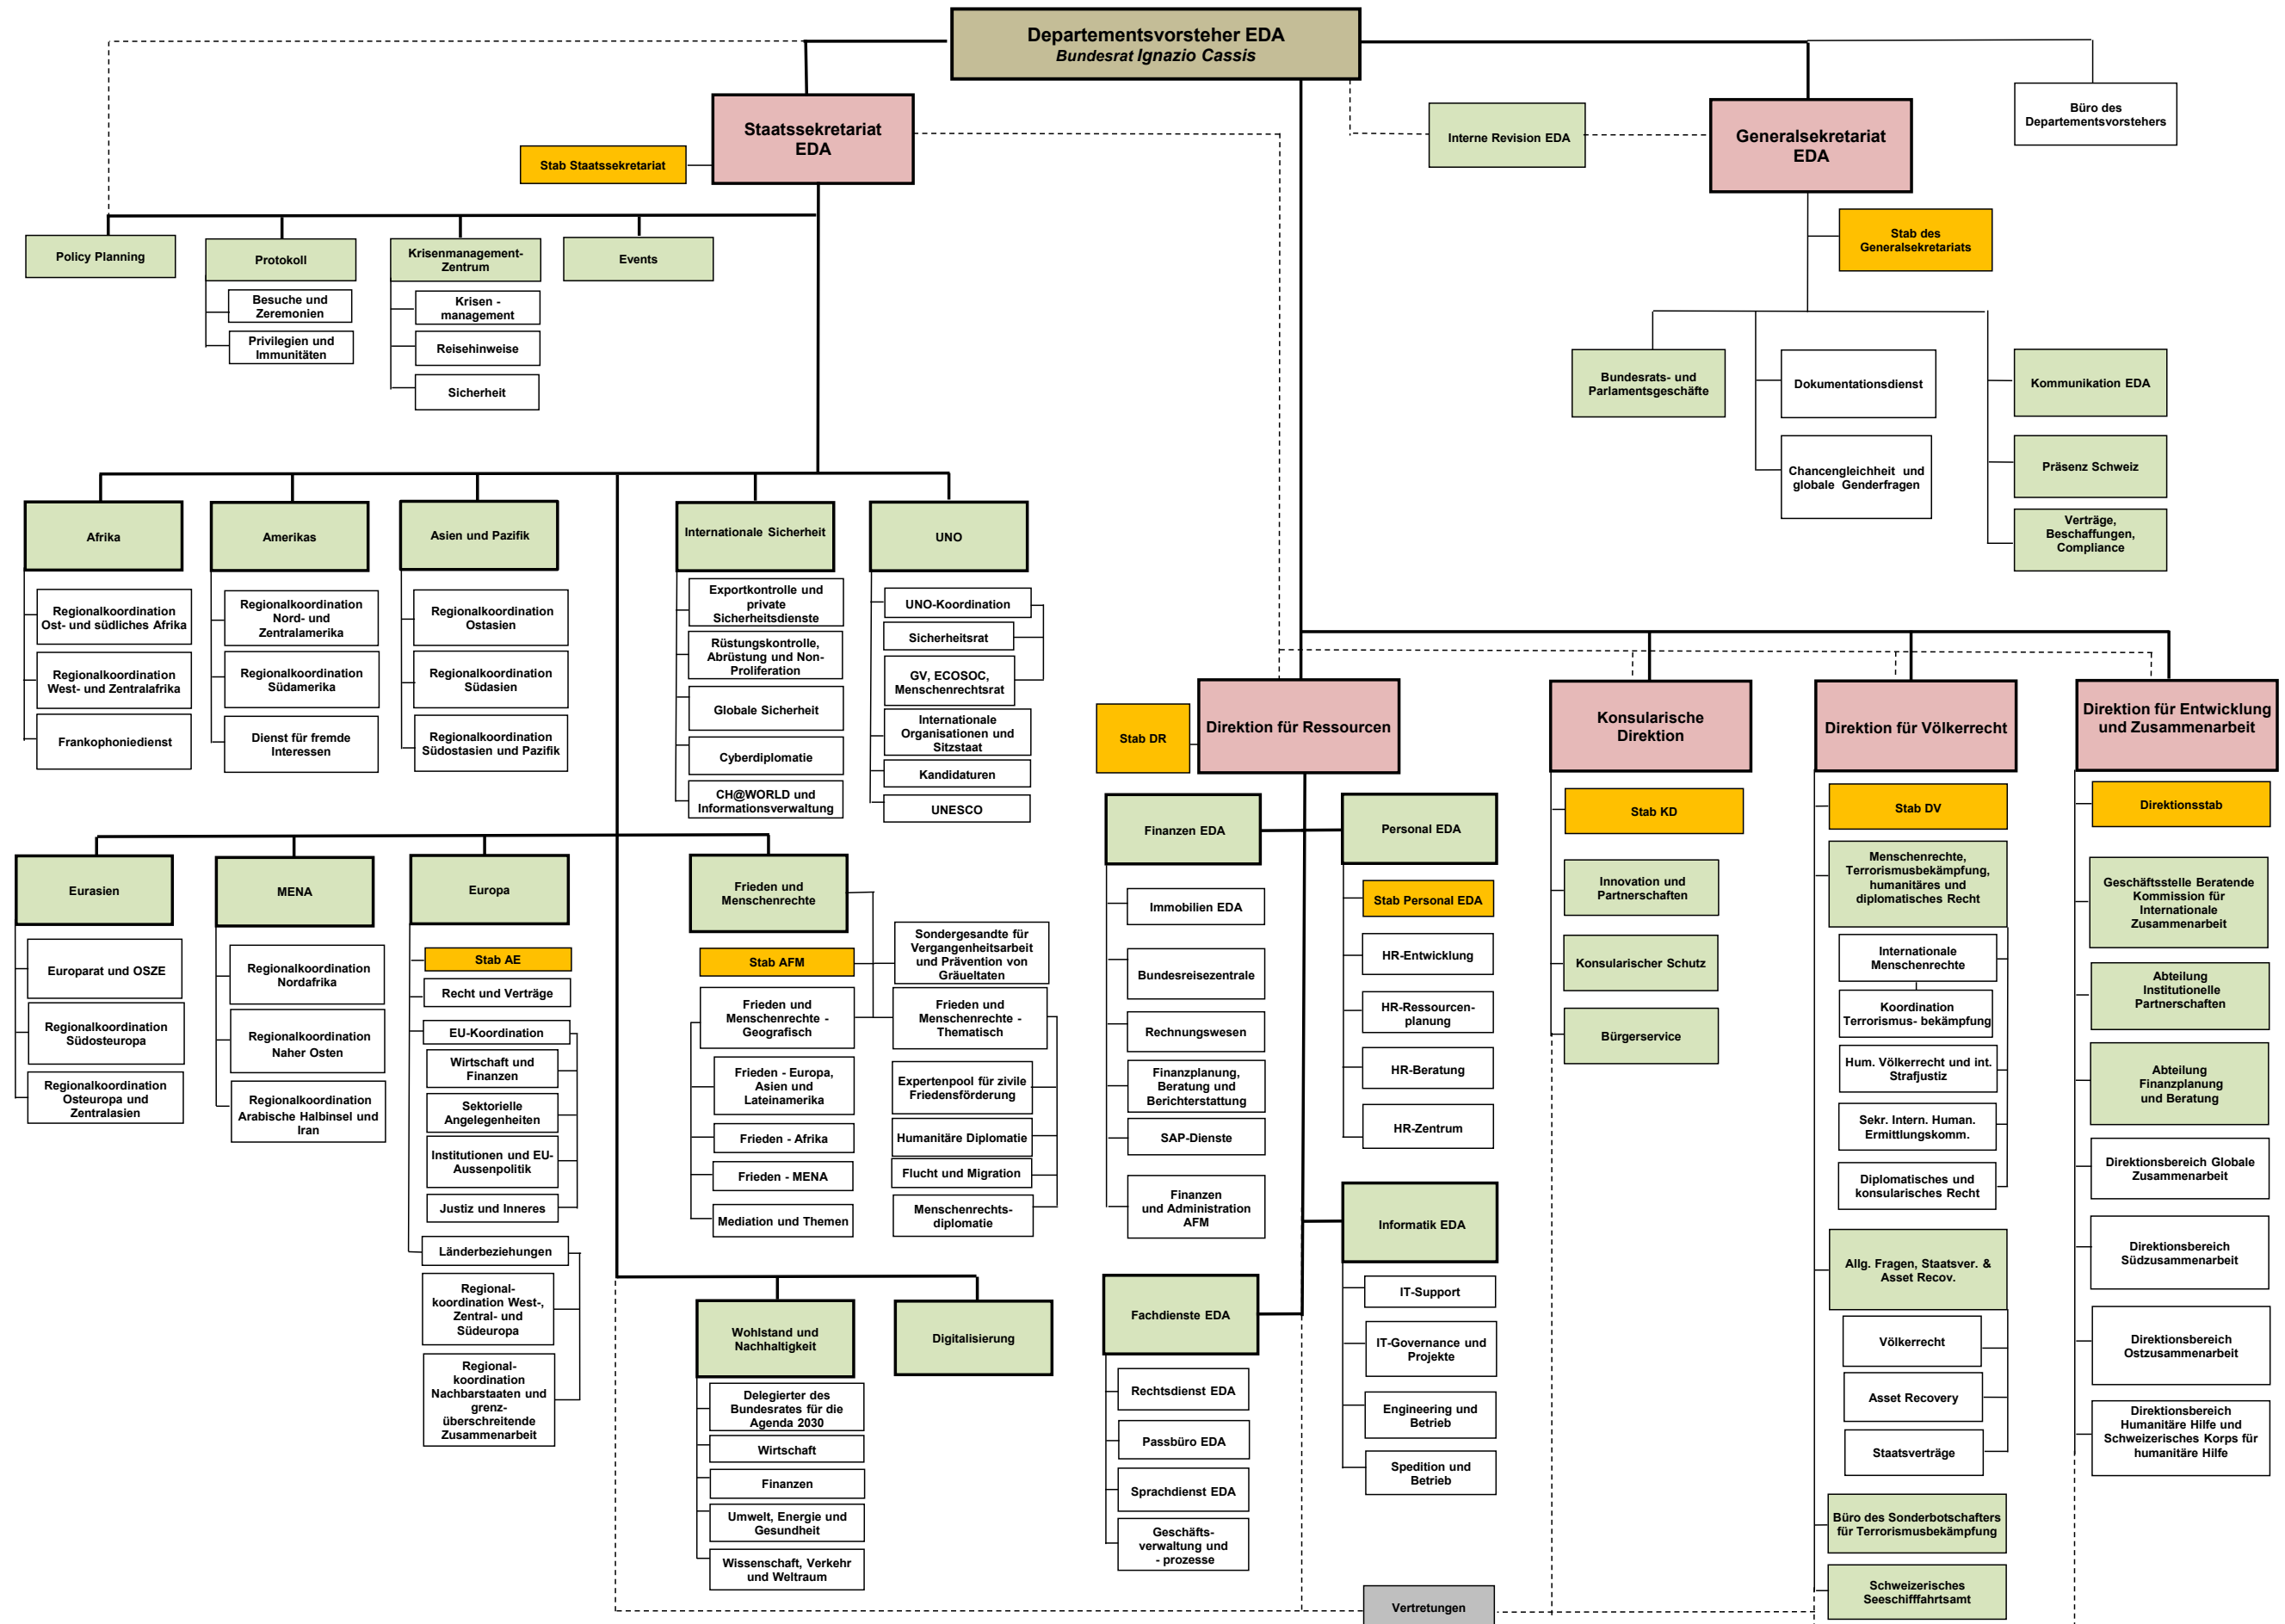 Departementsvorsteher EDA
Bundesrat Ignazio Cassis
Staatssekretariat
EDA
Stab Staatssekretariat
Interne Revision EDA
Generalsekretariat
EDA
Büro des
Departementsvorstehers
Stab des
Generalsekretariats
Policy Planning
Protokoll
Besuche und
Zeremonien
Privilegien und
Immunitäten
Krisenmanagement-
Zentrum
Krisen -
management
Reisehinweise
Sicherheit
Events
Bundesrats- und
Parlamentsgeschäfte
Dokumentationsdienst
Chancengleichheit und
globale Genderfragen
Kommunikation EDA
Präsenz Schweiz
Verträge,
Beschaffungen,
Compliance
Afrika
Regionalkoordination
Ost- und südliches Afrika
Regionalkoordination
West- und Zentralafrika
Frankophoniedienst
Amerikas
Regionalkoordination
Nord- und
Zentralamerika
Regionalkoordination
Südamerika
Dienst für fremde
Interessen
Asien und Pazifik
Regionalkoordination
Ostasien
Regionalkoordination
Südasien
Regionalkoordination
Südostasien und Pazifik
Internationale Sicherheit
Exportkontrolle und
private
Sicherheitsdienste
Rüstungskontrolle,
Abrüstung und Non-
Proliferation
Globale Sicherheit
Cyberdiplomatie
CH@WORLD und
Informationsverwaltung
UNO
UNO-Koordination
Sicherheitsrat
GV, ECOSOC,
Menschenrechtsrat
Internationale
Organisationen und
Sitzstaat
Kandidaturen
UNESCO
Eurasien
Europarat und OSZE
Regionalkoordination
Südosteuropa
Regionalkoordination
Osteuropa und
Zentralasien
MENA
Regionalkoordination
Nordafrika
Regionalkoordination
Naher Osten
Regionalkoordination
Arabische Halbinsel und
Iran
Europa
Stab AE
Recht und Verträge
EU-Koordination
Wirtschaft und
Finanzen
Sektorielle
Angelegenheiten
Institutionen und EU-
Aussenpolitik
Justiz und Inneres
Länderbeziehungen
Regional-
koordination West-,
Zentral- und
Südeuropa
Regional-
koordination
Nachbarstaaten und
grenz-
überschreitende
Zusammenarbeit
Frieden und
Menschenrechte
Stab AFM
Sondergesandte für
Vergangenheitsarbeit
und Prävention von
Gräueltaten
Frieden und
Menschenrechte -
Geografisch
Frieden - Europa,
Asien und
Lateinamerika
Frieden - Afrika
Frieden - MENA
Mediation und Themen
Frieden und
Menschenrechte -
Thematisch
Expertenpool für zivile
Friedensförderung
Humanitäre Diplomatie
Flucht und Migration
Menschenrechts-
diplomatie
Wohlstand und
Nachhaltigkeit
Delegierter des
Bundesrates für die
Agenda 2030
Wirtschaft
Finanzen
Umwelt, Energie und
Gesundheit
Wissenschaft, Verkehr
und Weltraum
Digitalisierung
Stab DR
Direktion für Ressourcen
Finanzen EDA
Immobilien EDA
Bundesreisezentrale
Rechnungswesen
Finanzplanung,
Beratung und
Berichterstattung
SAP-Dienste
Finanzen
und Administration
AFM
Personal EDA
Stab Personal EDA
HR-Entwicklung
HR-Ressourcen-
planung
HR-Beratung
HR-Zentrum
Informatik EDA
IT-Support
IT-Governance und
Projekte
Engineering und
Betrieb
Spedition und
Betrieb
Fachdienste EDA
Rechtsdienst EDA
Passbüro EDA
Sprachdienst EDA
Geschäfts-
verwaltung und
- prozesse
Konsularische
Direktion
Stab KD
Innovation und
Partnerschaften
Konsularischer Schutz
Bürgerservice
Direktion für Völkerrecht
Stab DV
Menschenrechte,
Terrorismusbekämpfung,
humanitäres und
diplomatisches Recht
Internationale
Menschenrechte
Koordination
Terrorismus- bekämpfung
Hum. Völkerrecht und int.
Strafjustiz
Sekr. Intern. Human.
Ermittlungskomm.
Diplomatisches und
konsularisches Recht
Allg. Fragen, Staatsver. &
Asset Recov.
Völkerrecht
Asset Recovery
Staatsverträge
Büro des Sonderbotschafters
für Terrorismusbekämpfung
Schweizerisches
Seeschifffahrtsamt
Direktion für Entwicklung
und Zusammenarbeit
Direktionsstab
Geschäftsstelle Beratende
Kommission für
Internationale
Zusammenarbeit
Abteilung
Institutionelle
Partnerschaften
Abteilung
Finanzplanung
und Beratung
Direktionsbereich Globale
Zusammenarbeit
Direktionsbereich
Südzusammenarbeit
Direktionsbereich
Ostzusammenarbeit
Direktionsbereich
Humanitäre Hilfe und
Schweizerisches Korps für
humanitäre Hilfe
Vertretungen